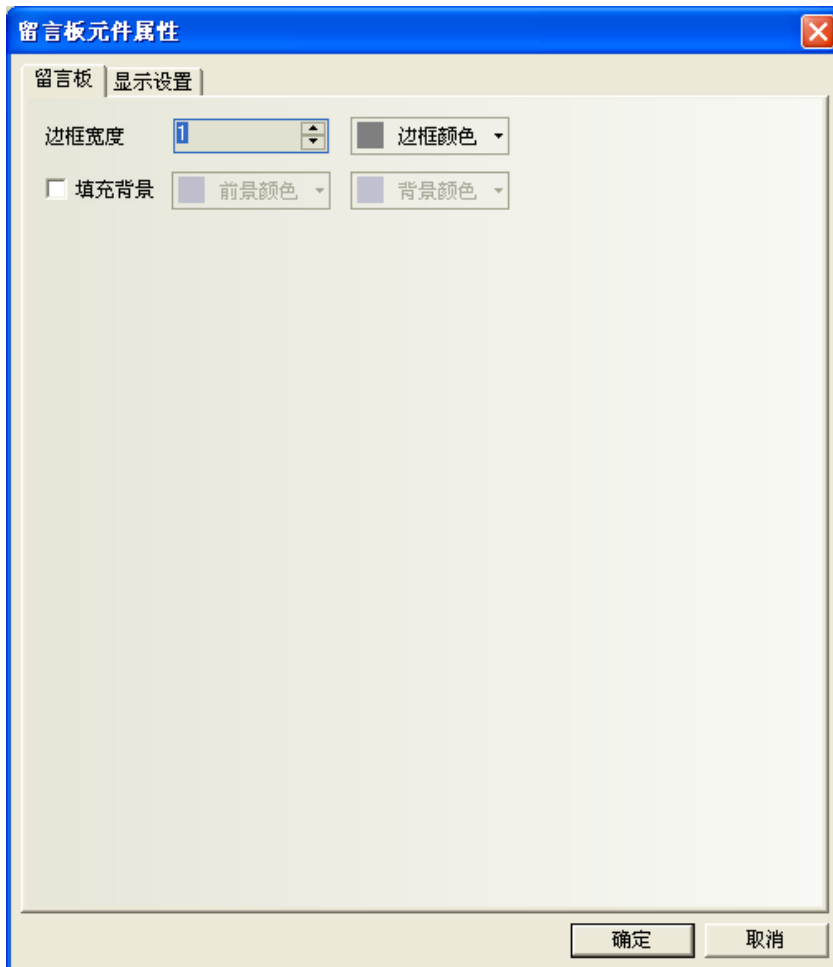 留言板元件属性
留言板 显示设置
边框宽度 1 边框颜色
填充背景 前景颜色 背景颜色
确定 取消